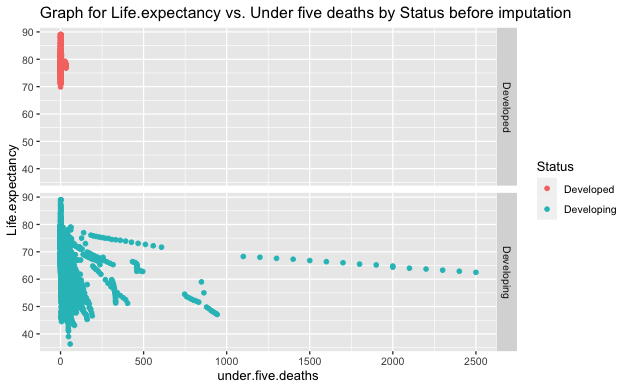 Graph for Life.expectancy vs. Under five deaths by Status before imputation
90
80
70
60
50
40
Developed
90
80
70
60
50
40
Developing
Life.expectancy
0
500
1000
1500
2000
2500
under.five.deaths
Status
Developed
Developing